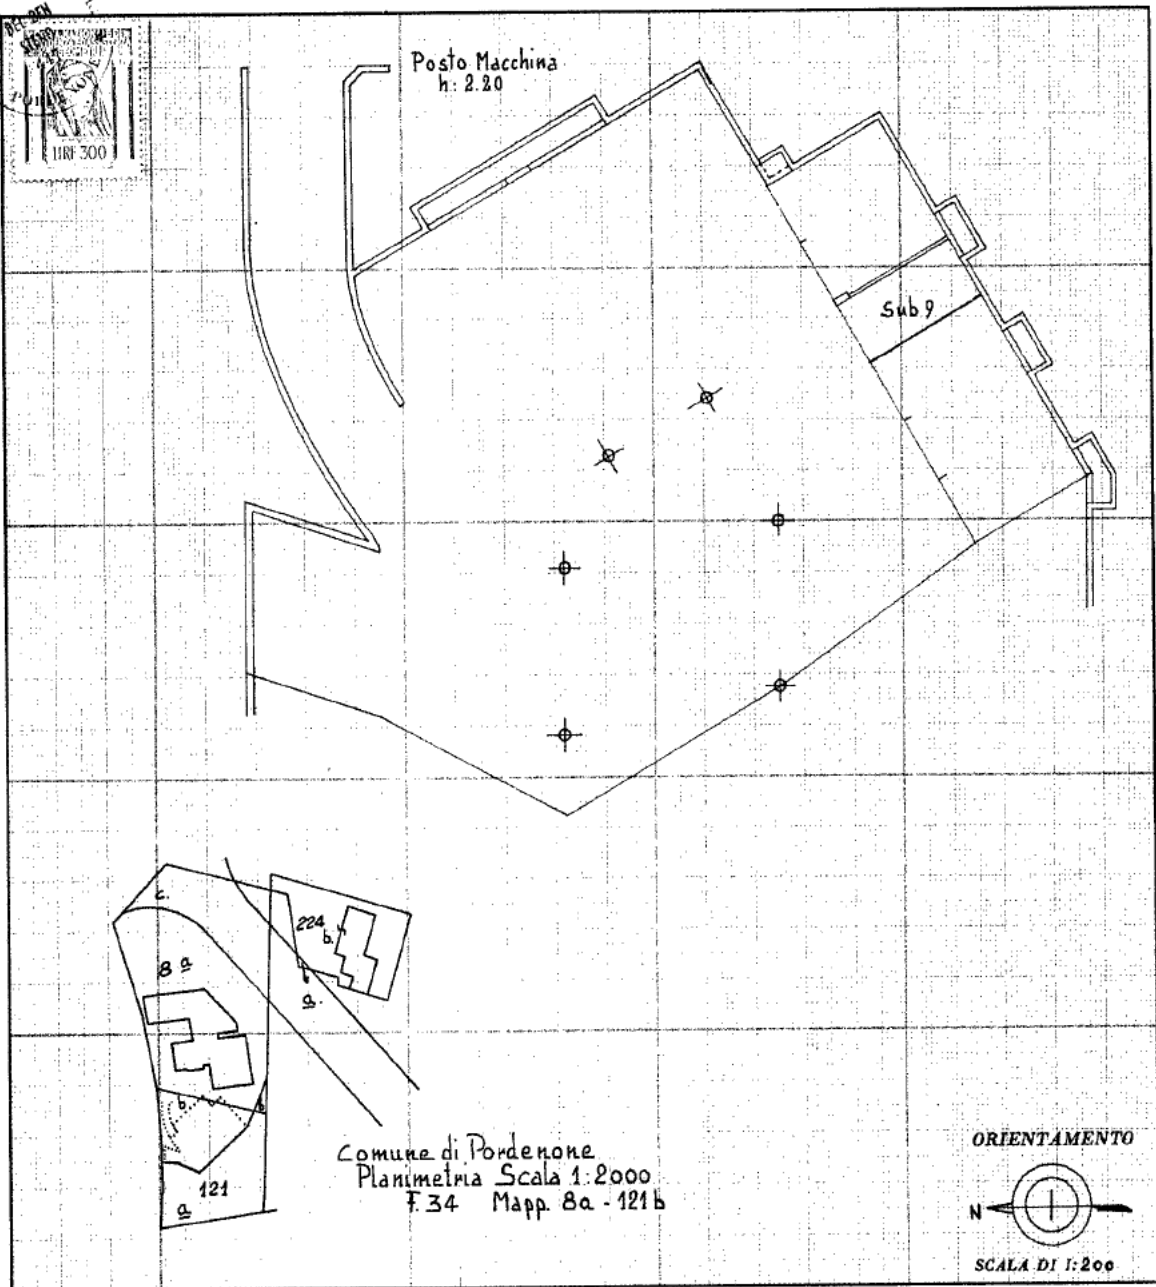 LIRE 300
Posto Macchina
h: 2.20
Sub 9
c.
224
b.
8 a
a.
b
b
121
a
Comune di Pordenone
Planimetria Scala 1:2000
F. 34 Mapp. 8a - 121 b
ORIENTAMENTO
N
SCALA DI 1:200